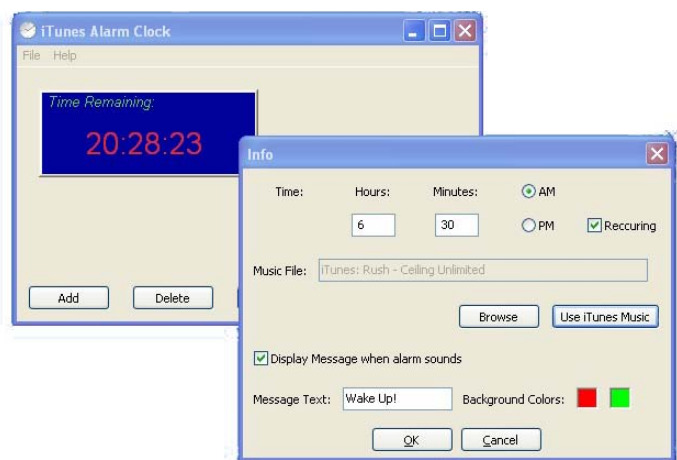 iTunes Alarm Clock
File Help
Time Remaining:
20:28:23
Add Delete
Info
Time: Hours: Minutes: AM
6 30 PM Reccuring
Music File: iTunes: Rush - Ceiling Unlimited
Browse Use iTunes Music
Display Message when alarm sounds
Message Text: Wake Up! Background Colors:
OK Cancel